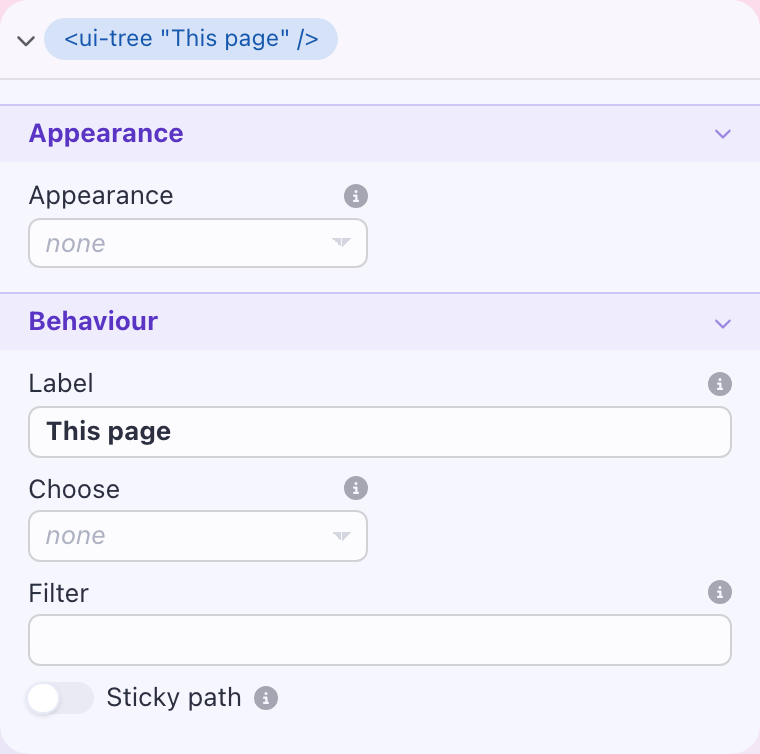 <ui-tree "This page" />
Appearance
Appearance
none
Behaviour
Label
This page
Choose
none
Filter
Sticky path